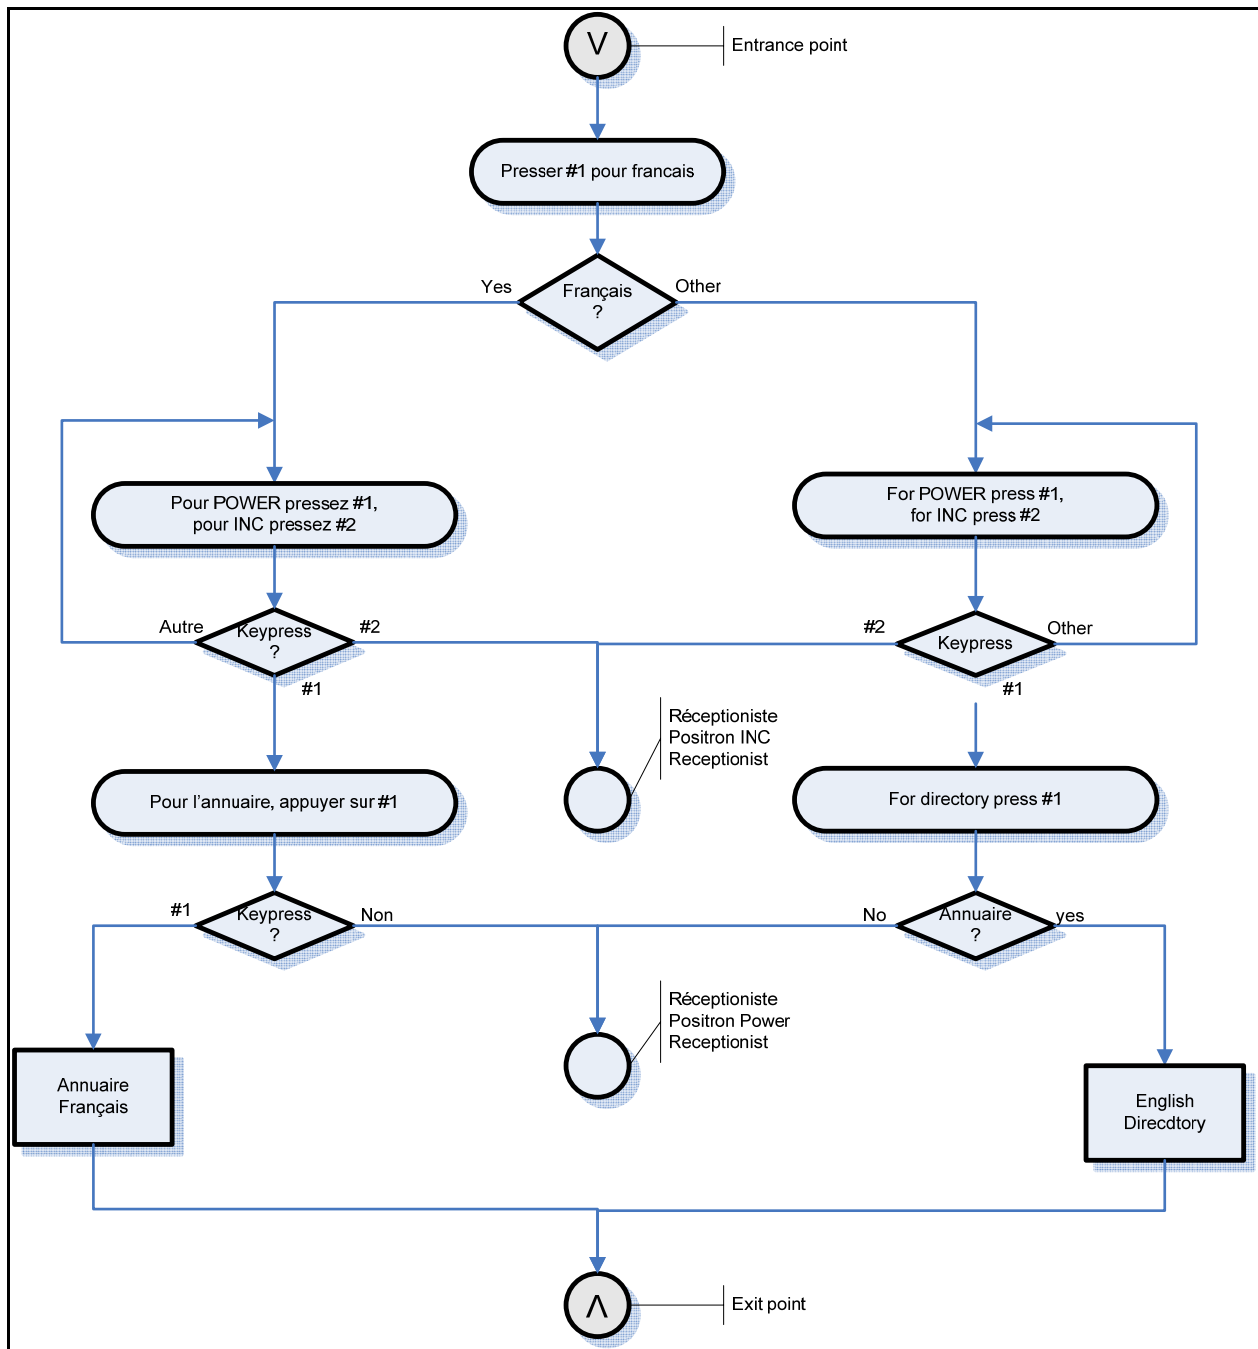 V
Entrance point
Presser #1 pour francais
Yes
Français
?
Other
Pour POWER pressez #1,
pour INC pressez #2
For POWER press #1,
for INC press #2
Autre
Keypress
?
#2
#1
#2
Keypress
Other
#1
Réceptioniste
Positron INC
Receptionist
Pour l'annuaire, appuyer sur #1
For directory press #1
#1
Keypress
?
Non
No
Annuaire
?
yes
Réceptioniste
Positron Power
Receptionist
Annuaire
Français
English
Direcdtory
Λ
Exit point